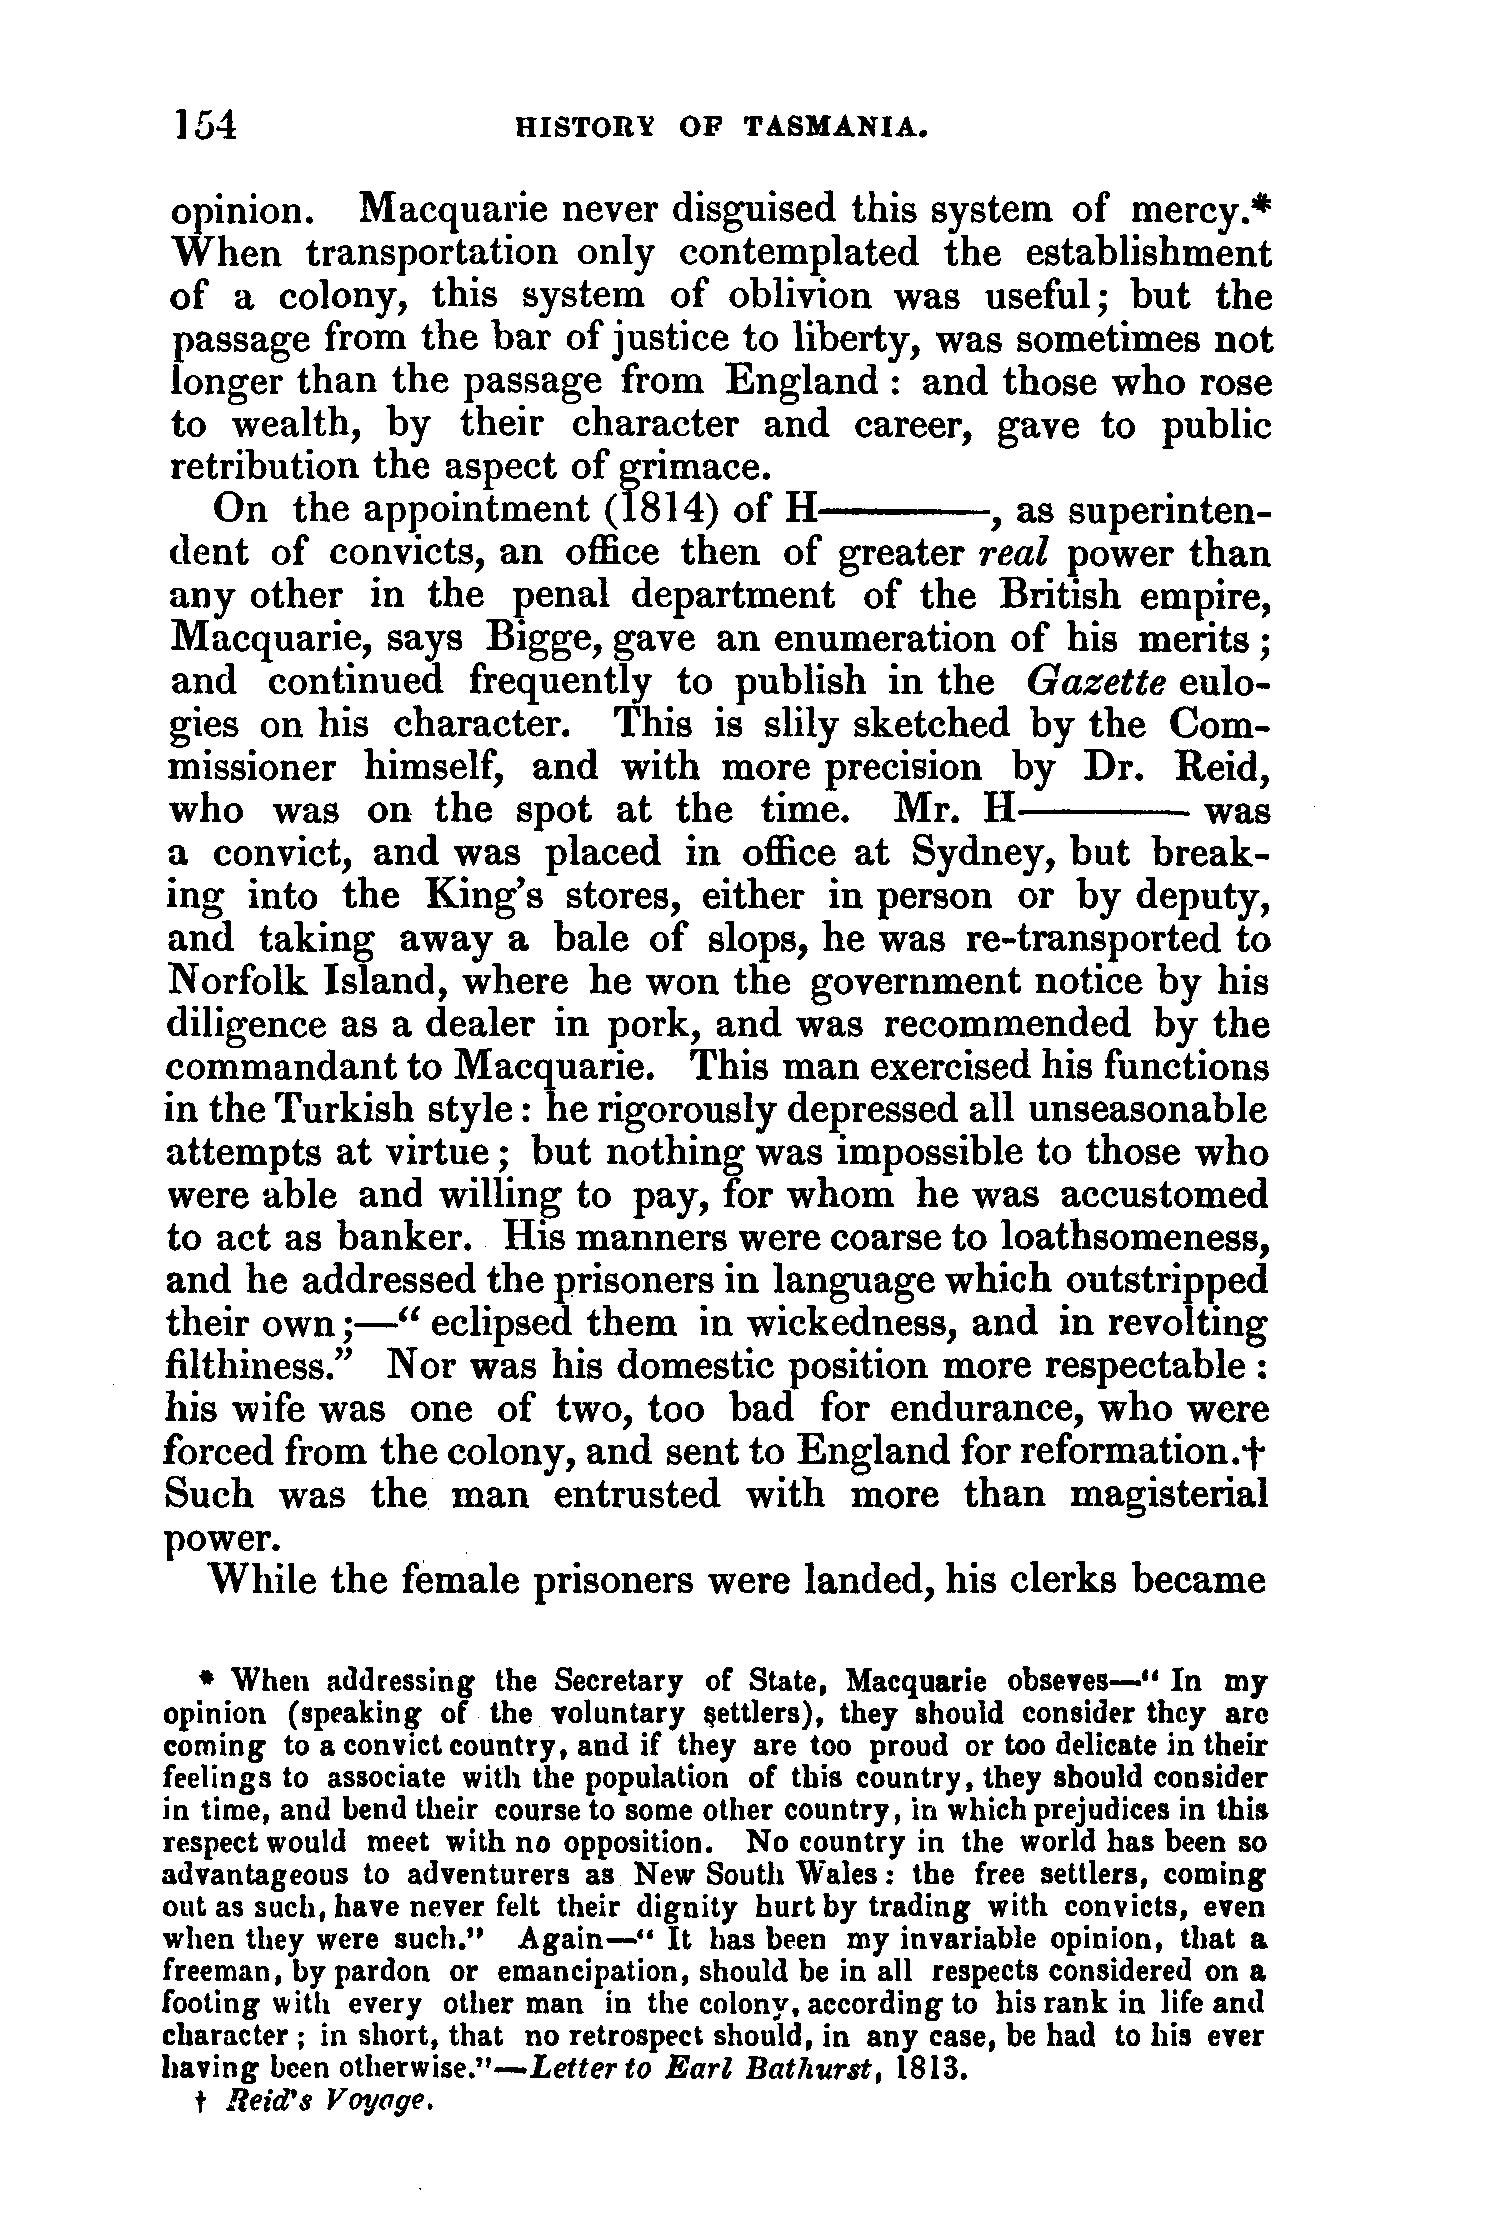 154 HISTORY OF TASMANIA.
opinion. Macquarie never disguised this system of mercy.*
When transportation only contemplated the establishment
of a colony, this system of oblivion was useful; but the
passage from the bar of justice to liberty, was sometimes not
longer than the passage from England : and those who rose
to wealth, by their character and career, gave to public
retribution the aspect of grimace.
On the appointment (1814) of H———, as superinten-
dent of convicts, an office then of greater real power than
any other in the penal department of the British empire,
Macquarie, says Bigge, gave an enumeration of his merits ;
and continued frequently to publish in the Gazette eulo-
gies on his character. This is slily sketched by the Com-
missioner himself, and with more precision by Dr. Reid,
who was on the spot at the time. Mr. H——— was
a convict, and was placed in office at Sydney, but break-
ing into the King's stores, either in person or by deputy,
and taking away a bale of slops, he was re-transported to
Norfolk Island, where he won the government notice by his
diligence as a dealer in pork, and was recommended by the
commandant to Macquarie. This man exercised his functions
in the Turkish style : he rigorously depressed all unseasonable
attempts at virtue ; but nothing was impossible to those who
were able and willing to pay, for whom he was accustomed
to act as banker. His manners were coarse to loathsomeness,
and he addressed the prisoners in language which outstripped
their own ;—“ eclipsed them in wickedness, and in revolting
filthiness.” Nor was his domestic position more respectable :
his wife was one of two, too bad for endurance, who were
forced from the colony, and sent to England for reformation.†
Such was the man entrusted with more than magisterial
power.
While the female prisoners were landed, his clerks became
* When addressing the Secretary of State, Macquarie obseves—“ In my
opinion (speaking of the voluntary settlers), they should consider they are
coming to a convict country, and if they are too proud or too delicate in their
feelings to associate with the population of this country, they should consider
in time, and bend their course to some other country, in which prejudices in this
respect would meet with no opposition. No country in the world has been so
advantageous to adventurers as New South Wales : the free settlers, coming
out as such, have never felt their dignity hurt by trading with convicts, even
when they were such.” Again—“ It has been my invariable opinion, that a
freeman, by pardon or emancipation, should be in all respects considered on a
footing with every other man in the colony, according to his rank in life and
character ; in short, that no retrospect should, in any case, be had to his ever
having been otherwise.”—Letter to Earl Bathurst, 1813.
† Reid's Voyage.